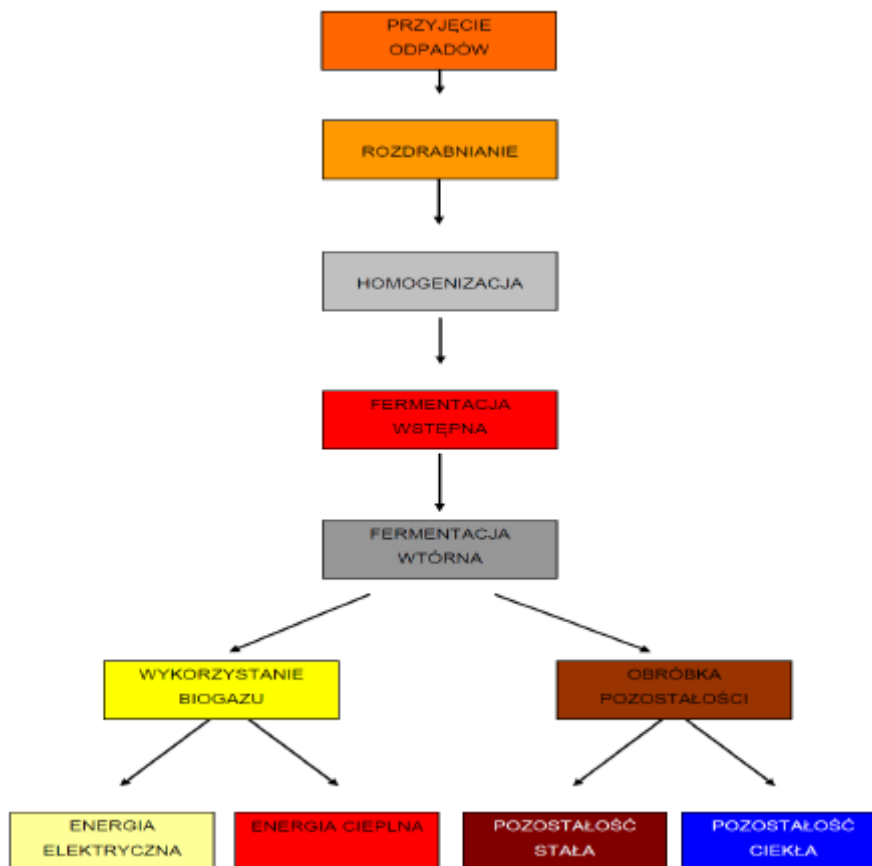 PRZYJĘCIE
ODPADÓW
ROZDRABNIANIE
HOMOGENIZACJA
FERMENTACJA
WSTĘPNA
FERMENTACJA
WTÓRNA
WYKORZYSTANIE
BIOGAZU
OBRÓBKA
POZOSTAŁOŚCI
ENERGIA
ELEKTRYCZNA
ENERGIA CIEPLNA
POZOSTAŁOŚĆ
STAŁA
POZOSTAŁOŚĆ
CIEKŁA